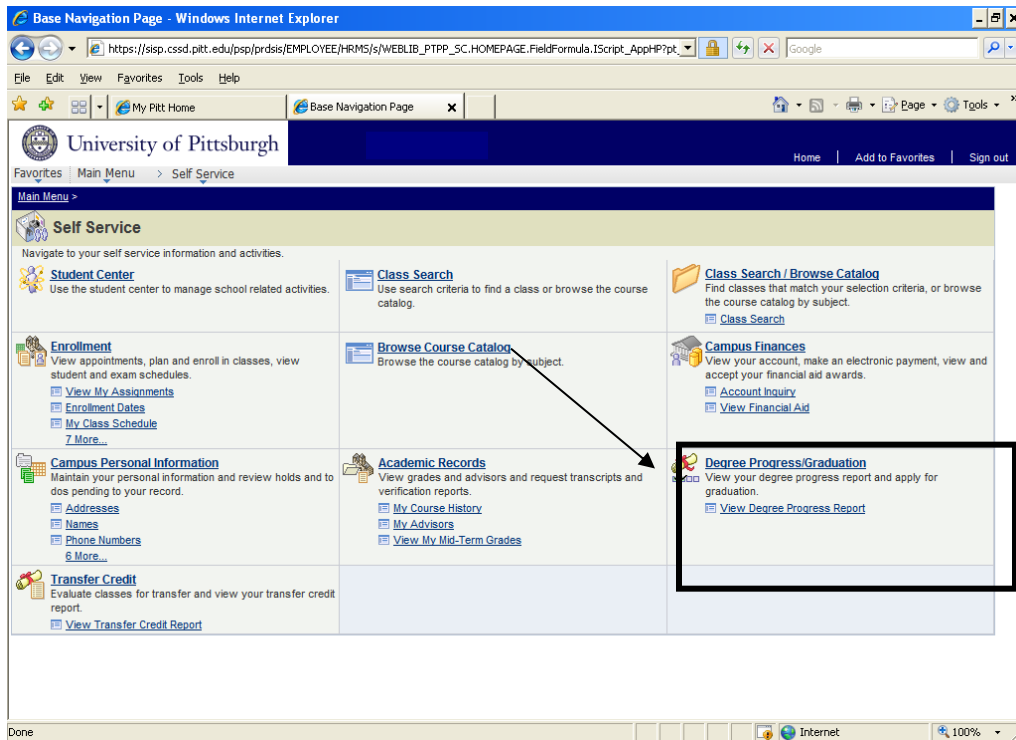 Base Navigation Page - Windows Internet Explorer
https://sisp.cssd.pitt.edu/psp/prdsis/EMPLOYEE/HRMS/s/WEBLIB_PTPP_SC.HOMEPAGE.FieldFormula.IScript_AppHP?pt_
Google
File Edit View Favorites Tools Help
My Pitt Home
Base Navigation Page
Page
Tools
University of Pittsburgh
Home | Add to Favorites | Sign out
Favorites Main Menu > Self Service
Main Menu >
Self Service
Navigate to your self service information and activities.
Student Center
Use the student center to manage school related activities.
Class Search
Use search criteria to find a class or browse the course
catalog.
Class Search / Browse Catalog
Find classes that match your selection criteria, or browse
the course catalog by subject.
Class Search
Enrollment
View appointments, plan and enroll in classes, view
student and exam schedules.
View My Assignments
Enrollment Dates
My Class Schedule
7 More...
Browse Course Catalog
Browse the course catalog by subject.
Campus Finances
View your account, make an electronic payment, view and
accept your financial aid awards.
Account Inquiry
View Financial Aid
Campus Personal Information
Maintain your personal information and review holds and to
dos pending to your record.
Addresses
Names
Phone Numbers
6 More...
Academic Records
View grades and advisors and request transcripts and
verification reports.
My Course History
My Advisors
View My Mid-Term Grades
Degree Progress/Graduation
View your degree progress report and apply for
graduation.
View Degree Progress Report
Transfer Credit
Evaluate classes for transfer and view your transfer credit
report.
View Transfer Credit Report
Done
Internet
100%